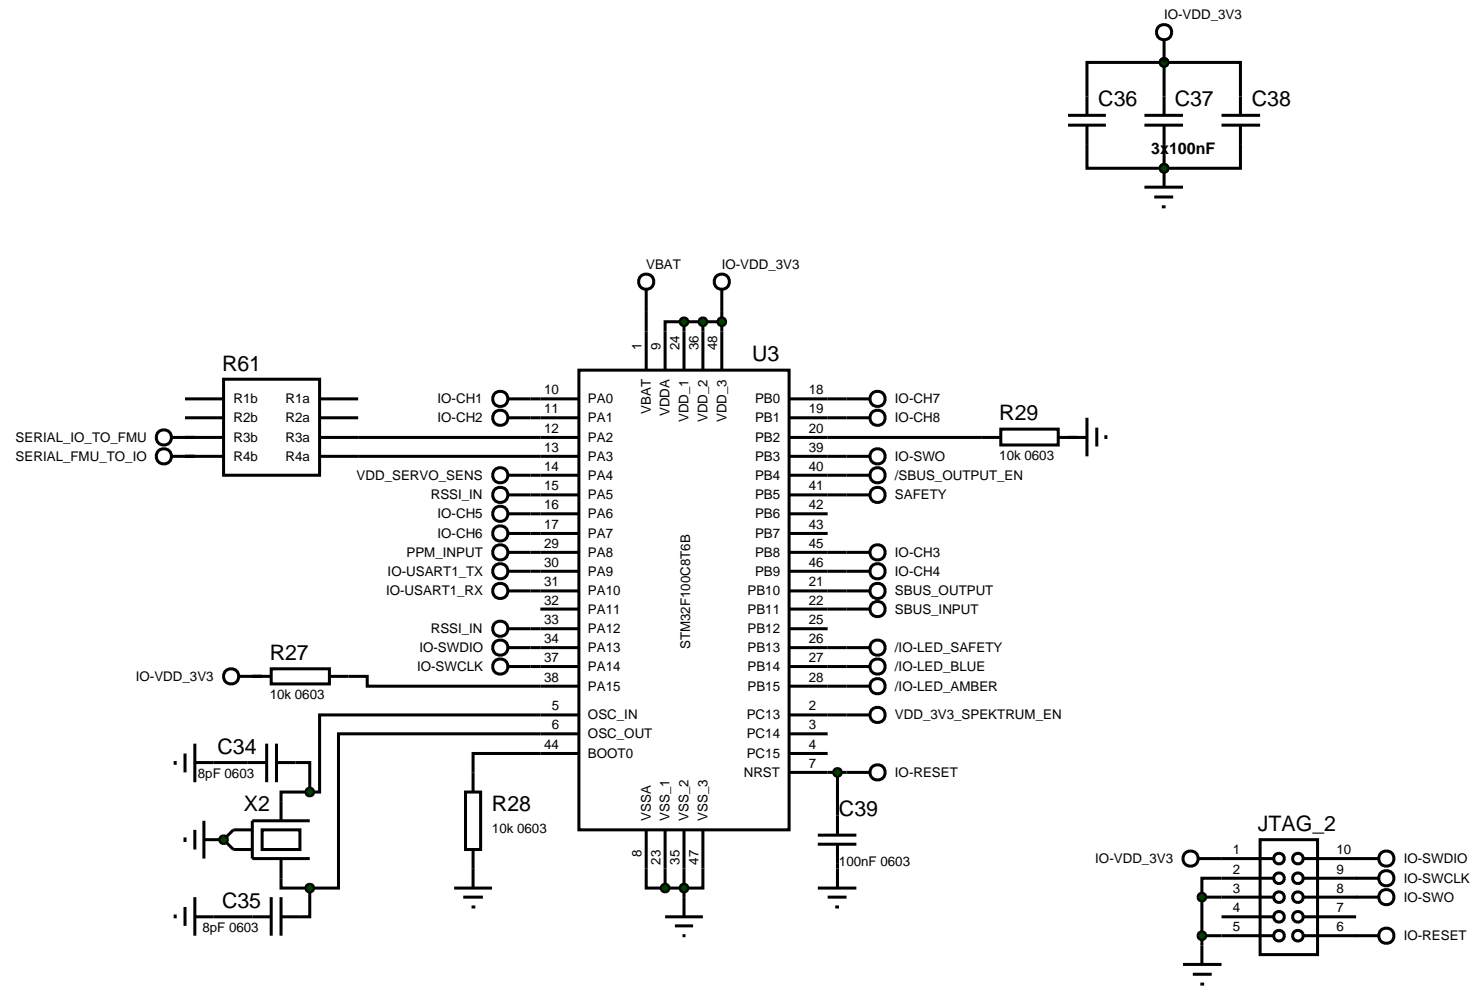 IO-VDD_3V3
C36 C37 C38
3x100nF
VBAT IO-VDD_3V3
1 9 24 36 48
U3
VBAT VDDA VDD_1 VDD_2 VDD_3
R61
R1b R1a
R2b R2a
SERIAL_IO_TO_FMU R3b R3a
SERIAL_FMU_TO_IO R4b R4a
IO-CH1 10 PA0
IO-CH2 11 PA1
12 PA2
13 PA3
VDD_SERVO_SENS 14 PA4
RSSI_IN 15 PA5
IO-CH5 16 PA6
IO-CH6 17 PA7
PPM_INPUT 29 PA8
IO-USART1_TX 30 PA9
IO-USART1_RX 31 PA10
32 PA11
RSSI_IN 33 PA12
IO-SWDIO 34 PA13
IO-SWCLK 37 PA14
38 PA15
5 OSC_IN
6 OSC_OUT
44 BOOT0
STM32F100C8T6B
PB0 18 IO-CH7
PB1 19 IO-CH8
PB2 20
PB3 39 IO-SWO
PB4 40 /SBUS_OUTPUT_EN
PB5 41 SAFETY
PB6 42
PB7 43
PB8 45 IO-CH3
PB9 46 IO-CH4
PB10 21 SBUS_OUTPUT
PB11 22 SBUS_INPUT
PB12 25
PB13 26 /IO-LED_SAFETY
PB14 27 /IO-LED_BLUE
PB15 28 /IO-LED_AMBER
PC13 2 VDD_3V3_SPEKTRUM_EN
PC14 3
PC15 4
NRST 7 IO-RESET
R29
10k 0603
R27
IO-VDD_3V3
10k 0603
C34
8pF 0603
X2
C35
8pF 0603
R28
10k 0603
VSSA VSS_1 VSS_2 VSS_3
8 23 35 47
C39
100nF 0603
JTAG_2
IO-VDD_3V3 1 10 IO-SWDIO
2 9 IO-SWCLK
3 8 IO-SWO
4 7
5 6 IO-RESET